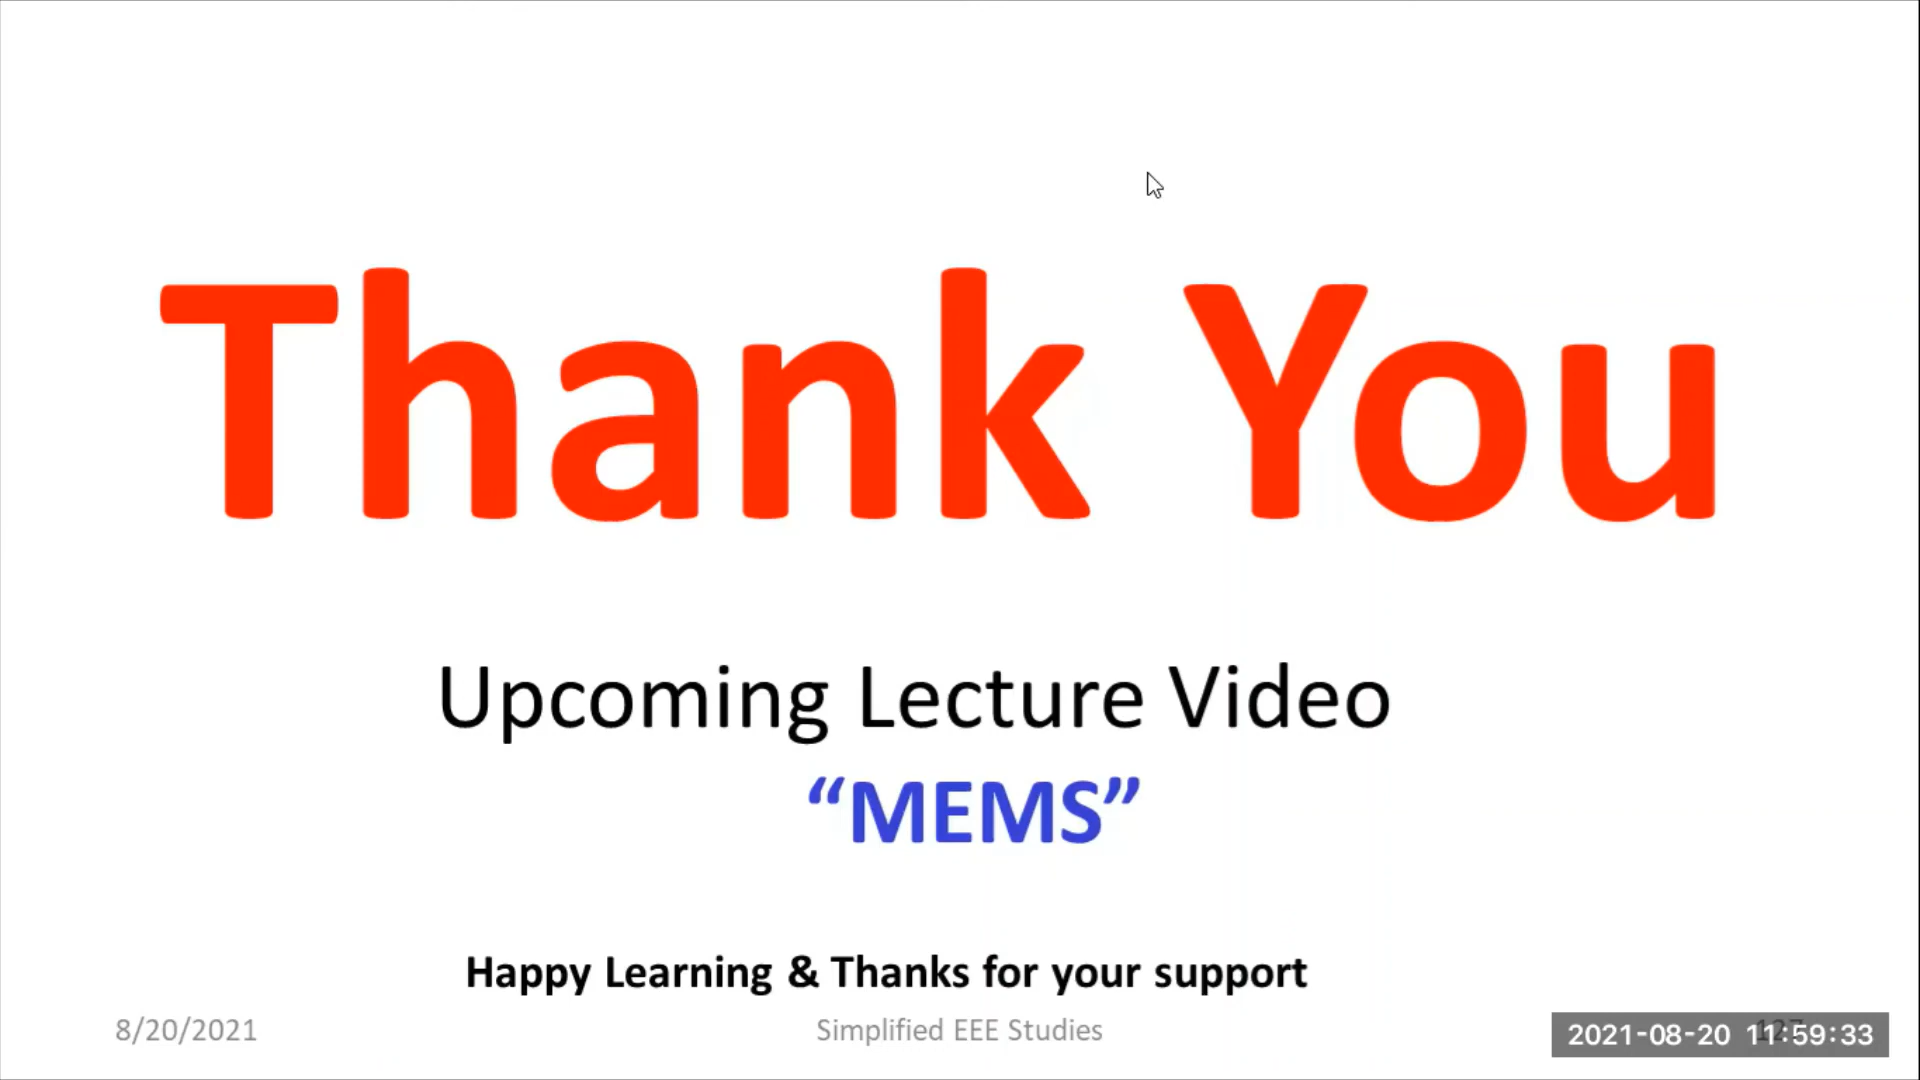 Thank You
Upcoming Lecture Video
“MEMS”
Happy Learning & Thanks for your support
8/20/2021
Simplified EEE Studies
2021-08-20 11:59:33